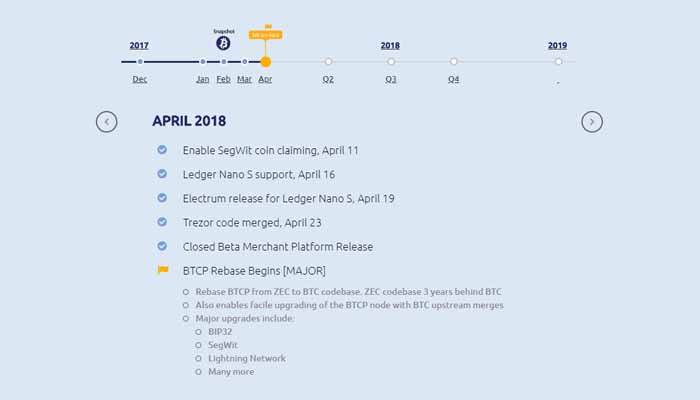 Snapshot
2017
2018
2019
Dec
Jan
Feb
Mar
Apr
Q2
Q3
Q4
APRIL 2018
Enable SegWit coin claiming, April 11
Ledger Nano S support, April 16
Electrum release for Ledger Nano S, April 19
Trezor code merged, April 23
Closed Beta Merchant Platform Release
BTCP Rebase Begins [MAJOR]
Rebase BTCP from ZEC to BTC codebase, ZEC codebase 3 years behind BTC
Also enables facile upgrading of the BTCP node with BTC upstream merges
Major upgrades include:
BIP32
SegWit
Lightning Network
Many more